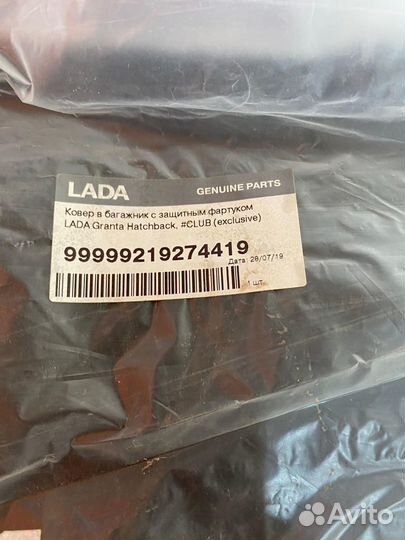 LADA GENUINE PARTS
Ковер в багажник с защитным фартуком
LADA Granta Hatchback, #CLUB (exclusive)
99999219274419
Дата: 29/07/19
1 шт.
Avito